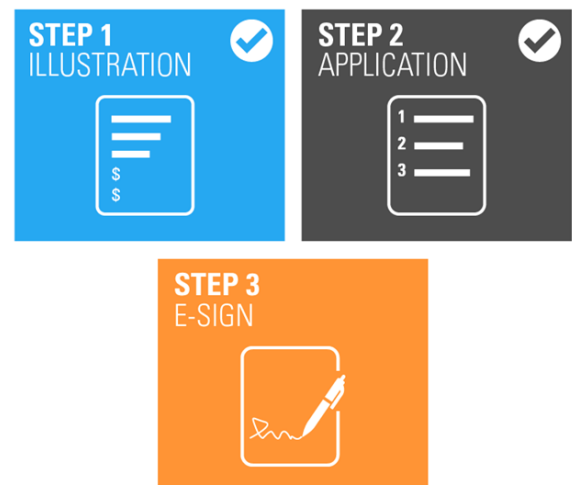 STEP 1
ILLUSTRATION
$
$
STEP 2
APPLICATION
1
2
3
STEP 3
E-SIGN